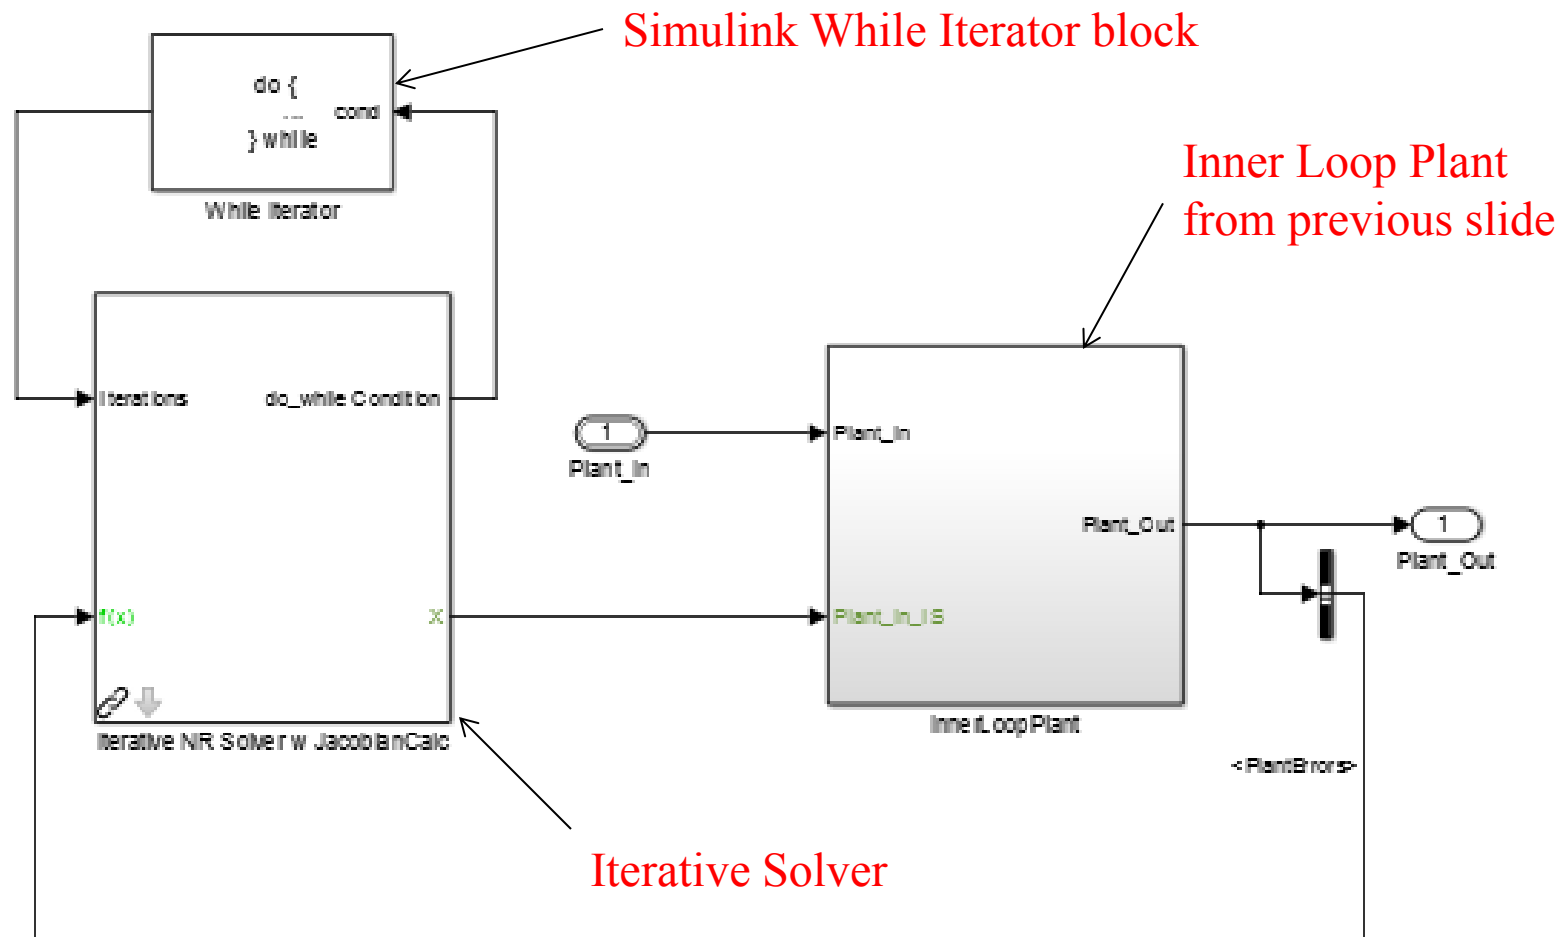 Simulink While Iterator block
do {
...
} while
cond
While Iterator
Inner Loop Plant
from previous slide
Iterations
do_while Condition
f(x)
X
Iterative NR Solver w JacobianCalc
1
Plant_In
Plant_In
Plant_In_IS
Plant_Out
InnerLoopPlant
1
Plant_Out
<PlantErrors>
Iterative Solver